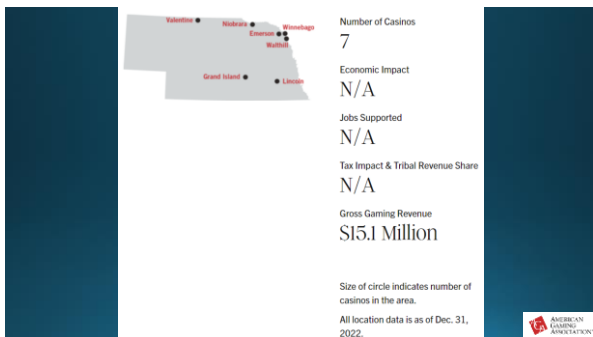 Valentine
Niobrara
Winnebago
Emerson
Walthill
Grand Island
Lincoln
Number of Casinos
7
Economic Impact
N/A
Jobs Supported
N/A
Tax Impact & Tribal Revenue Share
N/A
Gross Gaming Revenue
$15.1 Million
Size of circle indicates number of
casinos in the area.
All location data is as of Dec. 31,
2022.
AMERICAN
GAMING
ASSOCIATION